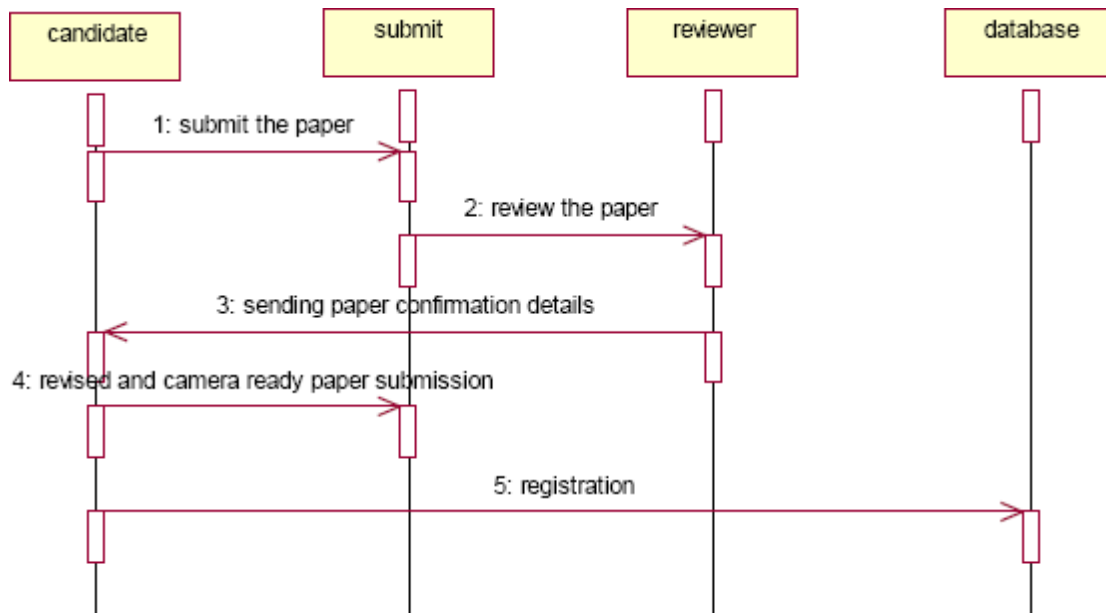 candidate
submit
reviewer
database
1: submit the paper
2: review the paper
3: sending paper confirmation details
4: revised and camera ready paper submission
5: registration